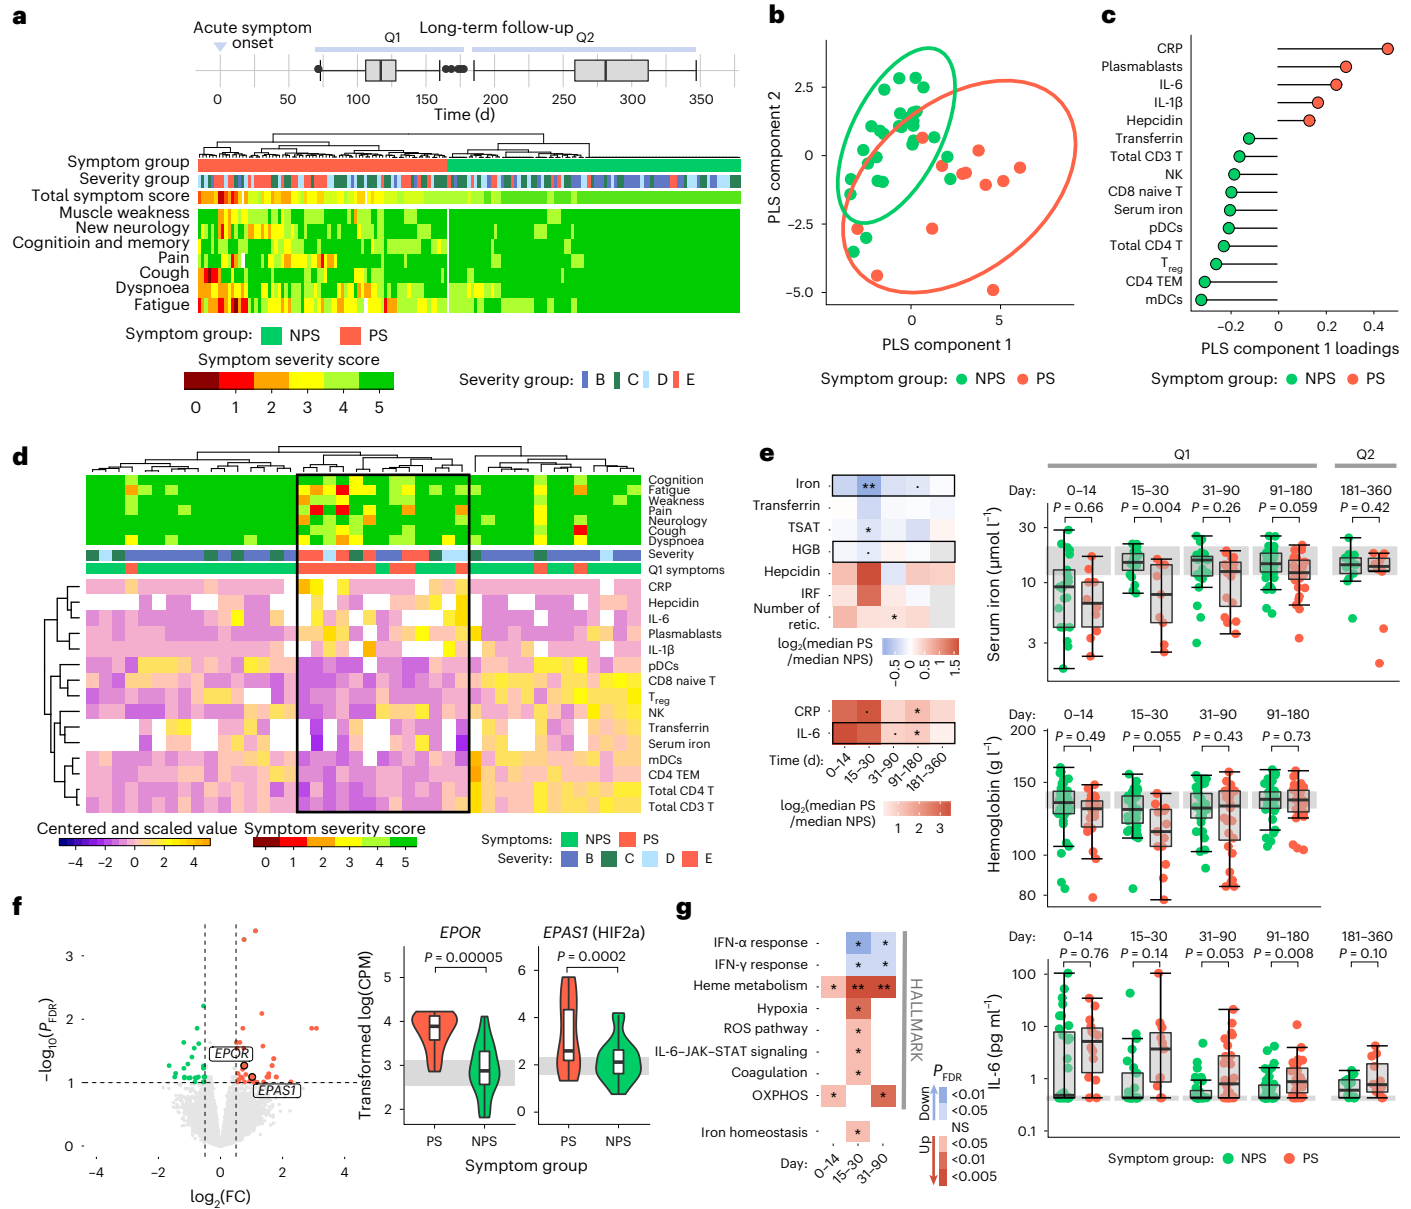 a
Acute symptom
onset
Long-term follow-up
Q1
Q2
0
50
100
150
200
250
300
350
Time (d)
Symptom group
Severity group
Total symptom score
Muscle weakness
New neurology
Cognitioin and memory
Pain
Cough
Dyspnoea
Fatigue
Symptom group:
NPS
PS
Symptom severity score
0
1
2
3
4
5
Severity group:
B
C
D
E
b
PLS component 2
2.5
0
−2.5
−5.0
0
5
PLS component 1
Symptom group:
NPS
PS
c
CRP
Plasmablasts
IL-6
IL-1β
Hepcidin
Transferrin
Total CD3 T
NK
CD8 naive T
Serum iron
pDCs
Total CD4 T
Treg
CD4 TEM
mDCs
−0.2
0
0.2
0.4
PLS component 1 loadings
Symptom group:
NPS
PS
d
Cognition
Fatigue
Weakness
Pain
Neurology
Cough
Dyspnoea
Severity
Q1 symptoms
CRP
Hepcidin
IL-6
Plasmablasts
IL-1β
pDCs
CD8 naive T
Treg
NK
Transferrin
Serum iron
mDCs
CD4 TEM
Total CD4 T
Total CD3 T
Centered and scaled value
−4
−2
0
2
4
Symptom severity score
0
1
2
3
4
5
Symptoms:
NPS
PS
Severity:
B
C
D
E
e
Iron
Transferrin
TSAT
HGB
Hepcidin
IRF
Number of
retic.
**
·
*
·
*
log2(median PS
/median NPS)
−0.5
0
0.5
1
1.5
CRP
IL-6
· *
· *
Time (d):
0–14
15–30
31–90
91–180
181–360
log2(median PS
/median NPS)
1
2
3
Q1
Q2
Day:
0–14
15–30
31–90
91–180
181–360
P = 0.66
P = 0.004
P = 0.26
P = 0.059
P = 0.42
Serum iron (µmol l−1)
30
10
3
Day:
0–14
15–30
31–90
91–180
P = 0.49
P = 0.055
P = 0.43
P = 0.73
Hemoglobin (g l−1)
200
150
100
80
Day:
0–14
15–30
31–90
91–180
181–360
P = 0.76
P = 0.14
P = 0.053
P = 0.008
P = 0.10
IL-6 (pg ml−1)
100
10
1
0.1
Symptom group:
NPS
PS
f
−log10(PFDR)
3
2
1
0
EPOR
EPAS1
−4
−2
0
2
4
log2(FC)
EPOR
P = 0.00005
Transformed log(CPM)
5
4
3
2
PS
NPS
EPAS1 (HIF2a)
P = 0.0002
6
4
2
0
PS
NPS
Symptom group
g
IFN-α response
IFN-γ response
Heme metabolism
Hypoxia
ROS pathway
IL-6–JAK–STAT signaling
Coagulation
OXPHOS
Iron homeostasis
* *
* *
* ** **
*
*
*
*
* *
*
HALLMARK
Day:
0–14
15–30
31–90
PFDR
Down
<0.01
<0.05
NS
Up
<0.05
<0.01
<0.005